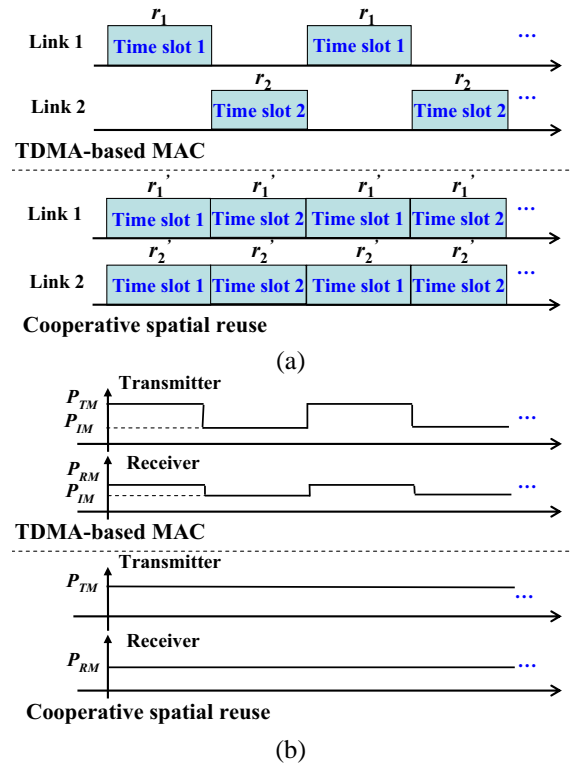 r1 r1
Link 1 Time slot 1 Time slot 1 ...
r2 r2
Link 2 Time slot 2 Time slot 2 ...
TDMA-based MAC
r1' r1' r1' r1'
Link 1 Time slot 1 Time slot 2 Time slot 1 Time slot 2 ...
r2' r2' r2' r2'
Link 2 Time slot 1 Time slot 2 Time slot 1 Time slot 2 ...
Cooperative spatial reuse
(a)
Transmitter
PTM
PIM ...
Receiver
PRM
PIM ...
TDMA-based MAC
Transmitter
PTM ...
Receiver
PRM ...
Cooperative spatial reuse
(b)